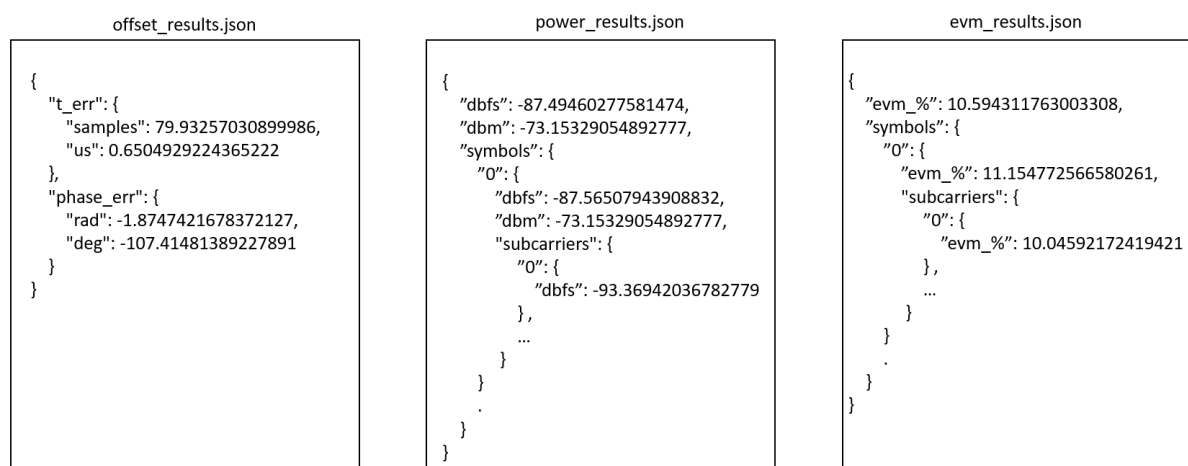 offset_results.json
{
"t_err": {
"samples": 79.93257030899986,
"us": 0.6504929224365222
},
"phase_err": {
"rad": -1.8747421678372127,
"deg": -107.41481389227891
}
}
power_results.json
{
”dbfs”: -87.49460277581474,
”dbm”: -73.15329054892777,
”symbols”: {
”0”: {
”dbfs”: -87.56507943908832,
”dbm”: -73.15329054892777,
"subcarriers”: {
”0”: {
”dbfs”: -93.36942036782779
} ,
...
}
}
.
}
}
evm_results.json
{
”evm_%”: 10.594311763003308,
”symbols”: {
”0”: {
”evm_%”: 11.154772566580261,
"subcarriers”: {
”0”: {
”evm_%”: 10.04592172419421
} ,
...
}
}
.
}
}